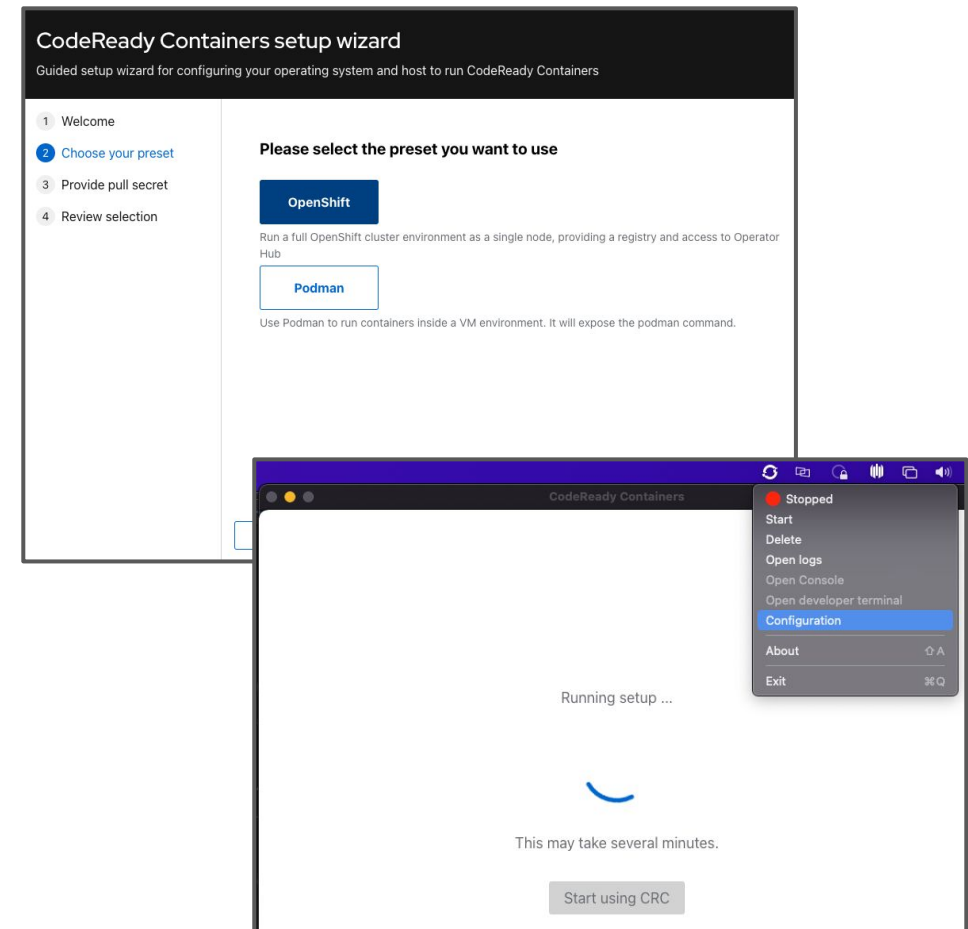 CodeReady Containers setup wizard
Guided setup wizard for configuring your operating system and host to run CodeReady Containers
1 Welcome
2 Choose your preset
3 Provide pull secret
4 Review selection
Please select the preset you want to use
OpenShift
Run a full OpenShift cluster environment as a single node, providing a registry and access to Operator
Hub
Podman
Use Podman to run containers inside a VM environment. It will expose the podman command.
CodeReady Containers
Stopped
Start
Delete
Open logs
Open Console
Open developer terminal
Configuration
About ⇧A
Exit ⌘Q
Running setup ...
This may take several minutes.
Start using CRC